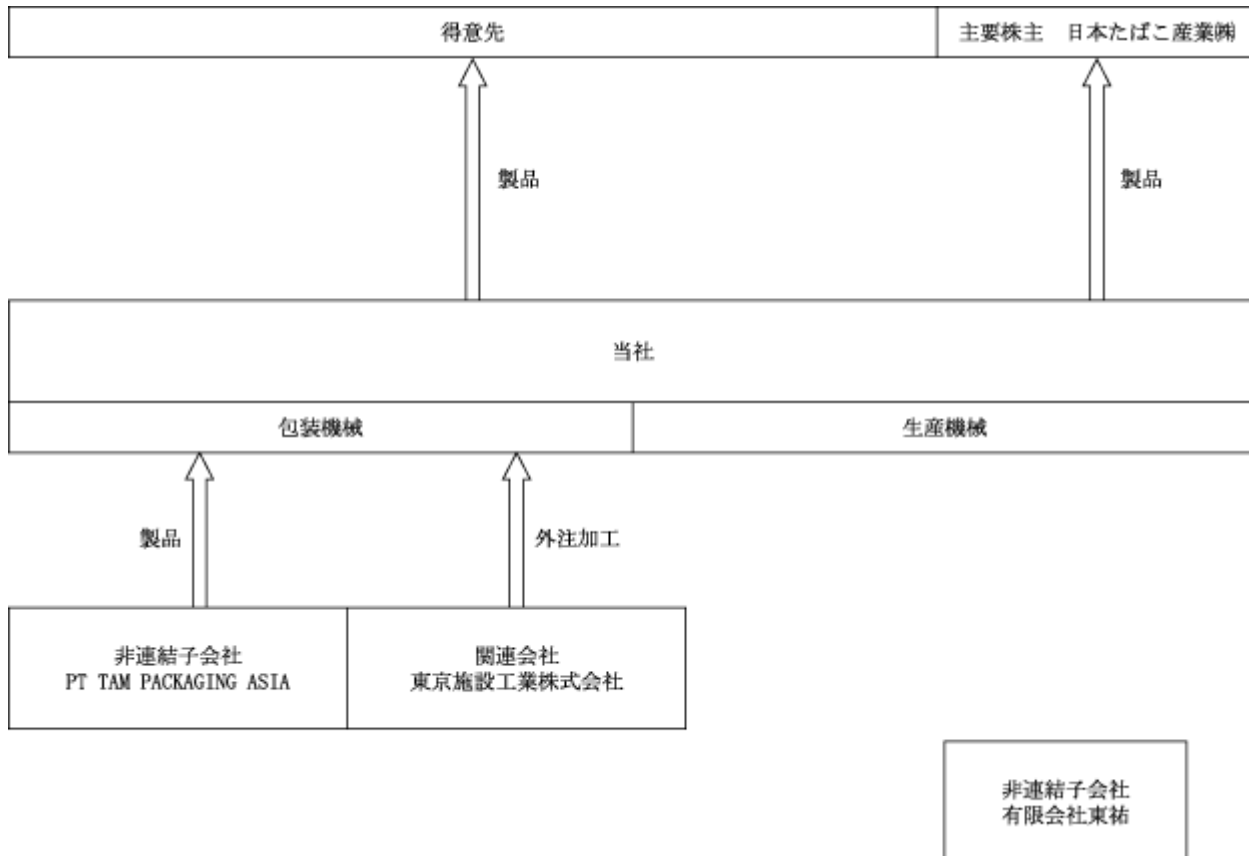 得意先
主要株主　日本たばこ産業㈱
製品
製品
当社
包装機械
生産機械
製品
外注加工
非連結子会社
PT TAM PACKAGING ASIA
関連会社
東京施設工業株式会社
非連結子会社
有限会社東祐